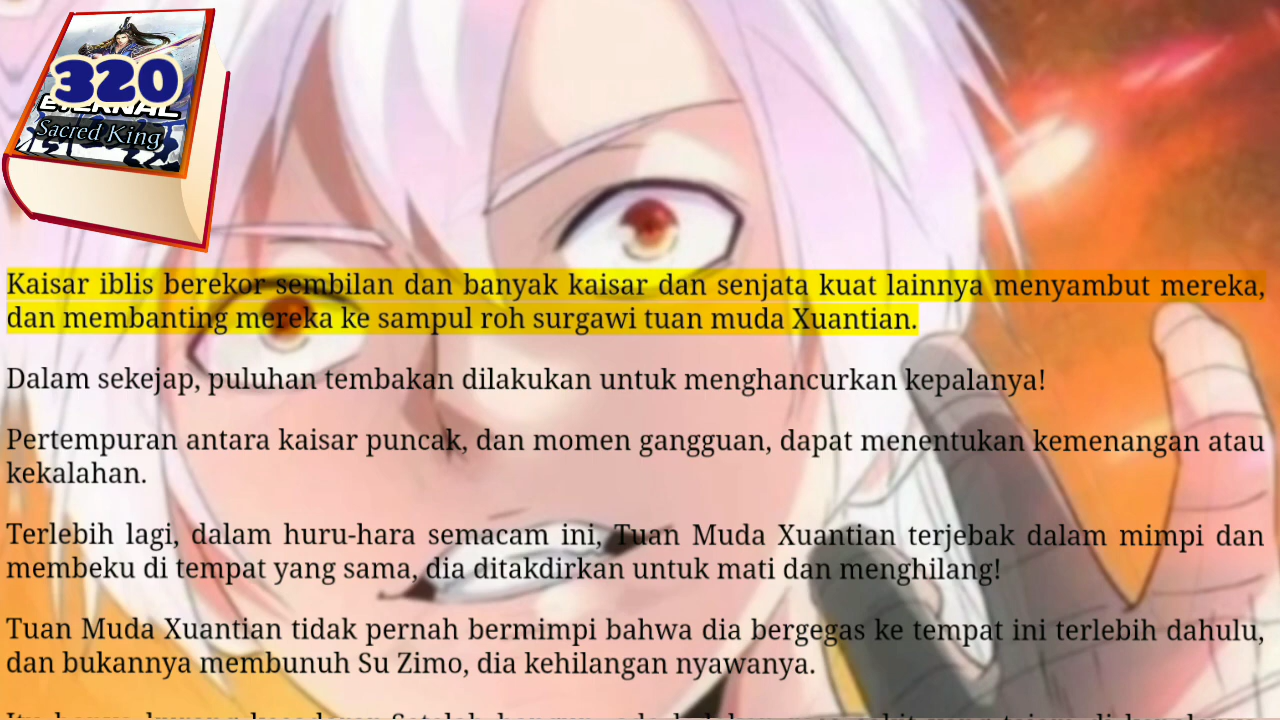 320
ETERNAL
Sacred King
Kaisar iblis berekor sembilan dan banyak kaisar dan senjata kuat lainnya menyambut mereka,
dan membanting mereka ke sampul roh surgawi tuan muda Xuantian.
Dalam sekejap, puluhan tembakan dilakukan untuk menghancurkan kepalanya!
Pertempuran antara kaisar puncak, dan momen gangguan, dapat menentukan kemenangan atau
kekalahan.
Terlebih lagi, dalam huru-hara semacam ini, Tuan Muda Xuantian terjebak dalam mimpi dan
membeku di tempat yang sama, dia ditakdirkan untuk mati dan menghilang!
Tuan Muda Xuantian tidak pernah bermimpi bahwa dia bergegas ke tempat ini terlebih dahulu,
dan bukannya membunuh Su Zimo, dia kehilangan nyawanya.